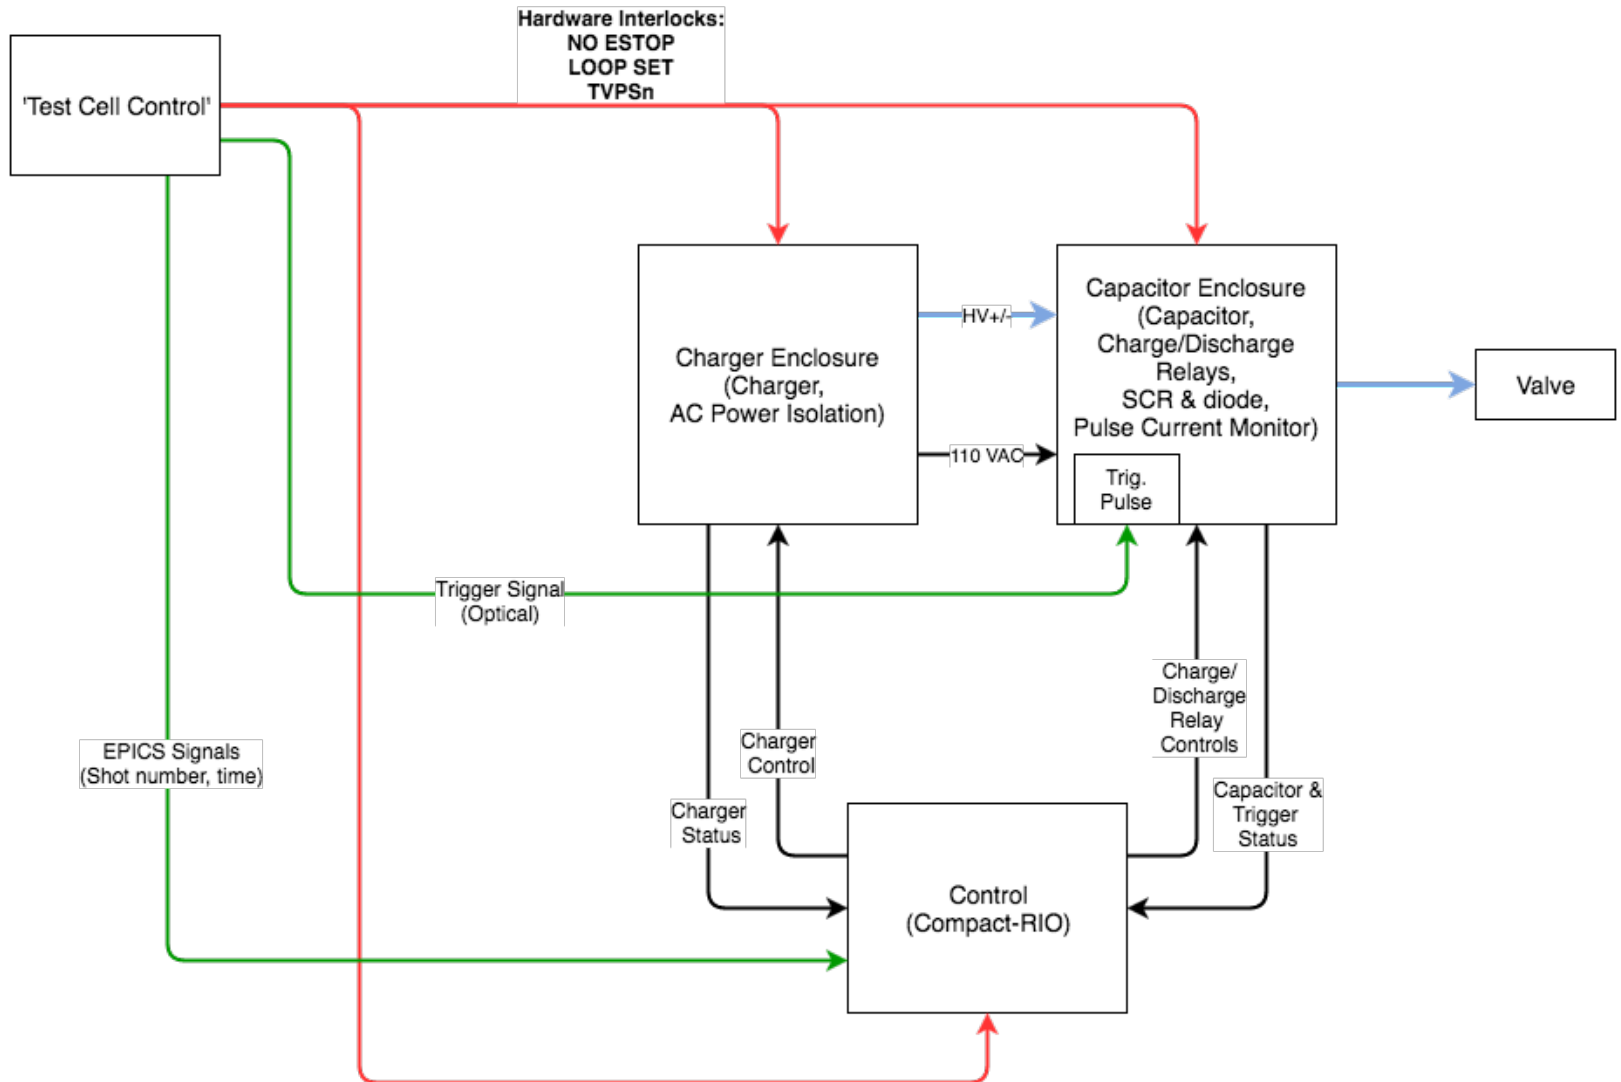 Hardware Interlocks:
NO ESTOP
LOOP SET
TVPSn
'Test Cell Control'
Charger Enclosure
(Charger,
AC Power Isolation)
HV+/-
110 VAC
Capacitor Enclosure
(Capacitor,
Charge/Discharge
Relays,
SCR & diode,
Pulse Current Monitor)
Trig.
Pulse
Valve
Trigger Signal
(Optical)
EPICS Signals
(Shot number, time)
Charger
Status
Charger
Control
Charge/
Discharge
Relay
Controls
Capacitor &
Trigger
Status
Control
(Compact-RIO)